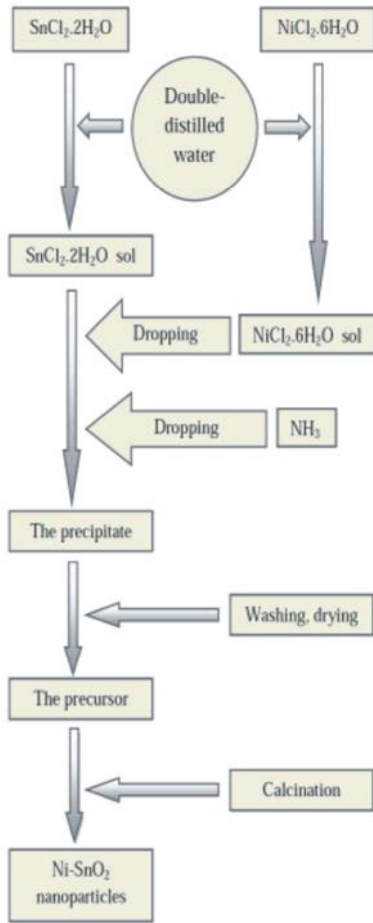 SnCl₂.2H₂O
NiCl₂.6H₂O
Double-
distilled
water
SnCl₂.2H₂O sol
Dropping
NiCl₂.6H₂O sol
Dropping
NH₃
The precipitate
Washing, drying
The precursor
Calcination
Ni-SnO₂
nanoparticles